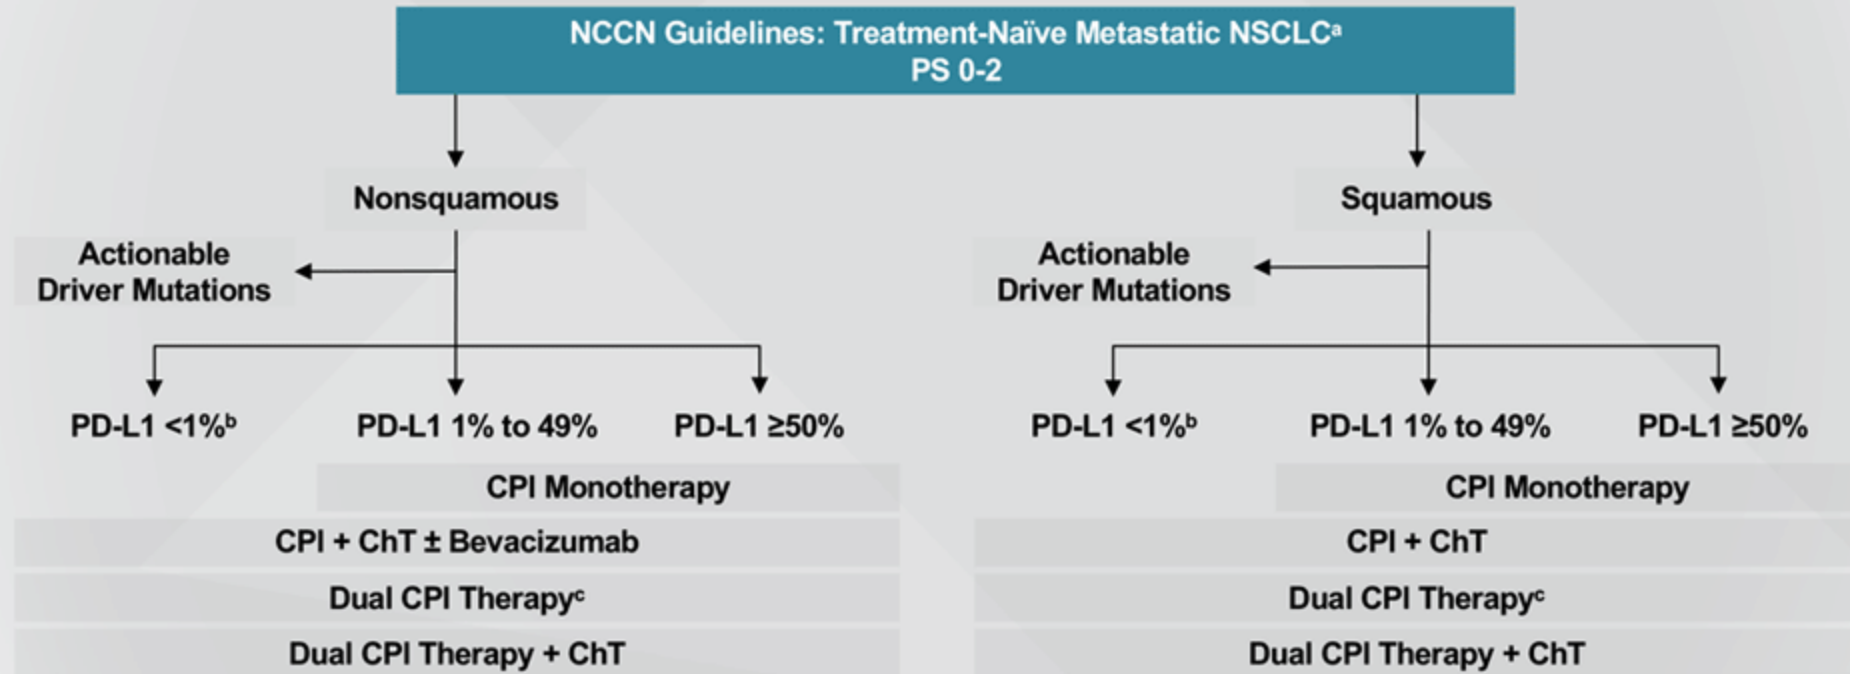 NCCN Guidelines: Treatment-Naïve Metastatic NSCLCᵃ
PS 0-2
Nonsquamous
Actionable
Driver Mutations
PD-L1 <1%ᵇ
PD-L1 1% to 49%
PD-L1 ≥50%
CPI Monotherapy
CPI + ChT ± Bevacizumab
Dual CPI Therapyᶜ
Dual CPI Therapy + ChT
Squamous
Actionable
Driver Mutations
PD-L1 <1%ᵇ
PD-L1 1% to 49%
PD-L1 ≥50%
CPI Monotherapy
CPI + ChT
Dual CPI Therapyᶜ
Dual CPI Therapy + ChT